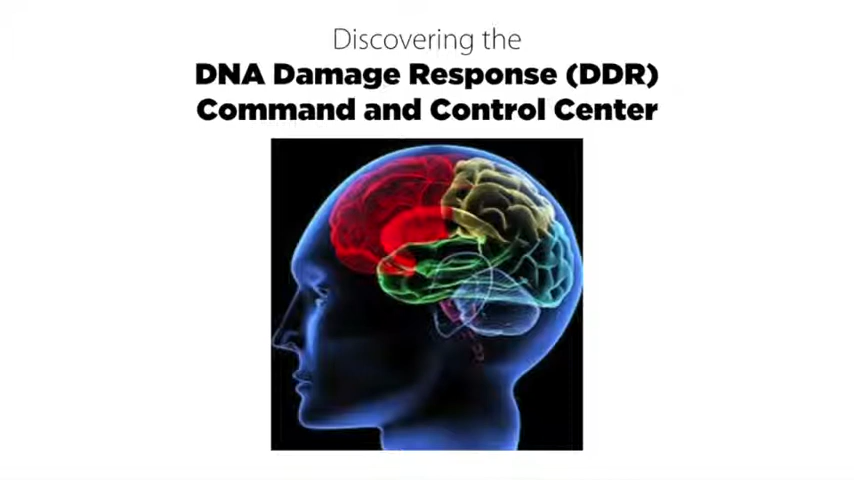 Discovering the
DNA Damage Response (DDR)
Command and Control Center